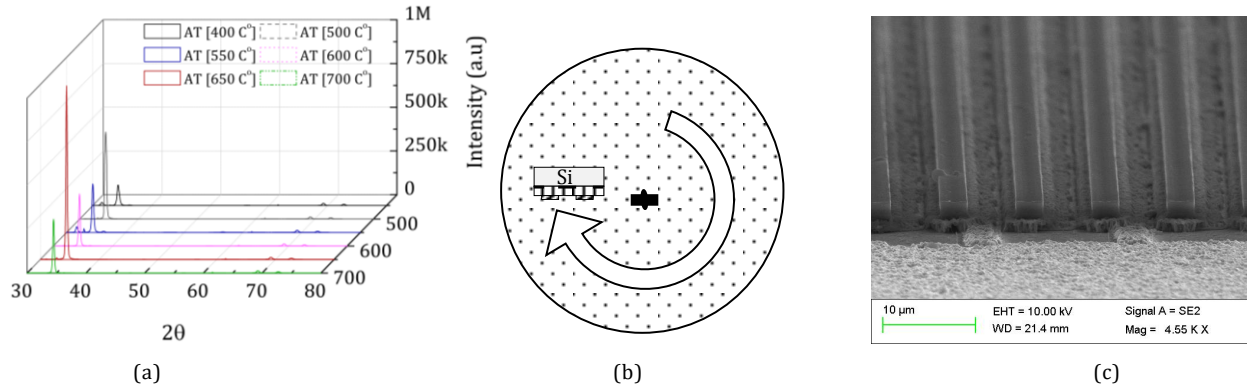 AT [400 C°] AT [500 C°]
AT [550 C°] AT [600 C°]
AT [650 C°] AT [700 C°]
1M
750k
500k
250k
0
Intensity (a.u)
500
600
700
30 40 50 60 70 80
2θ
(a)
Si
(b)
10 µm
EHT = 10.00 kV
WD = 21.4 mm
Signal A = SE2
Mag = 4.55 K X
(c)